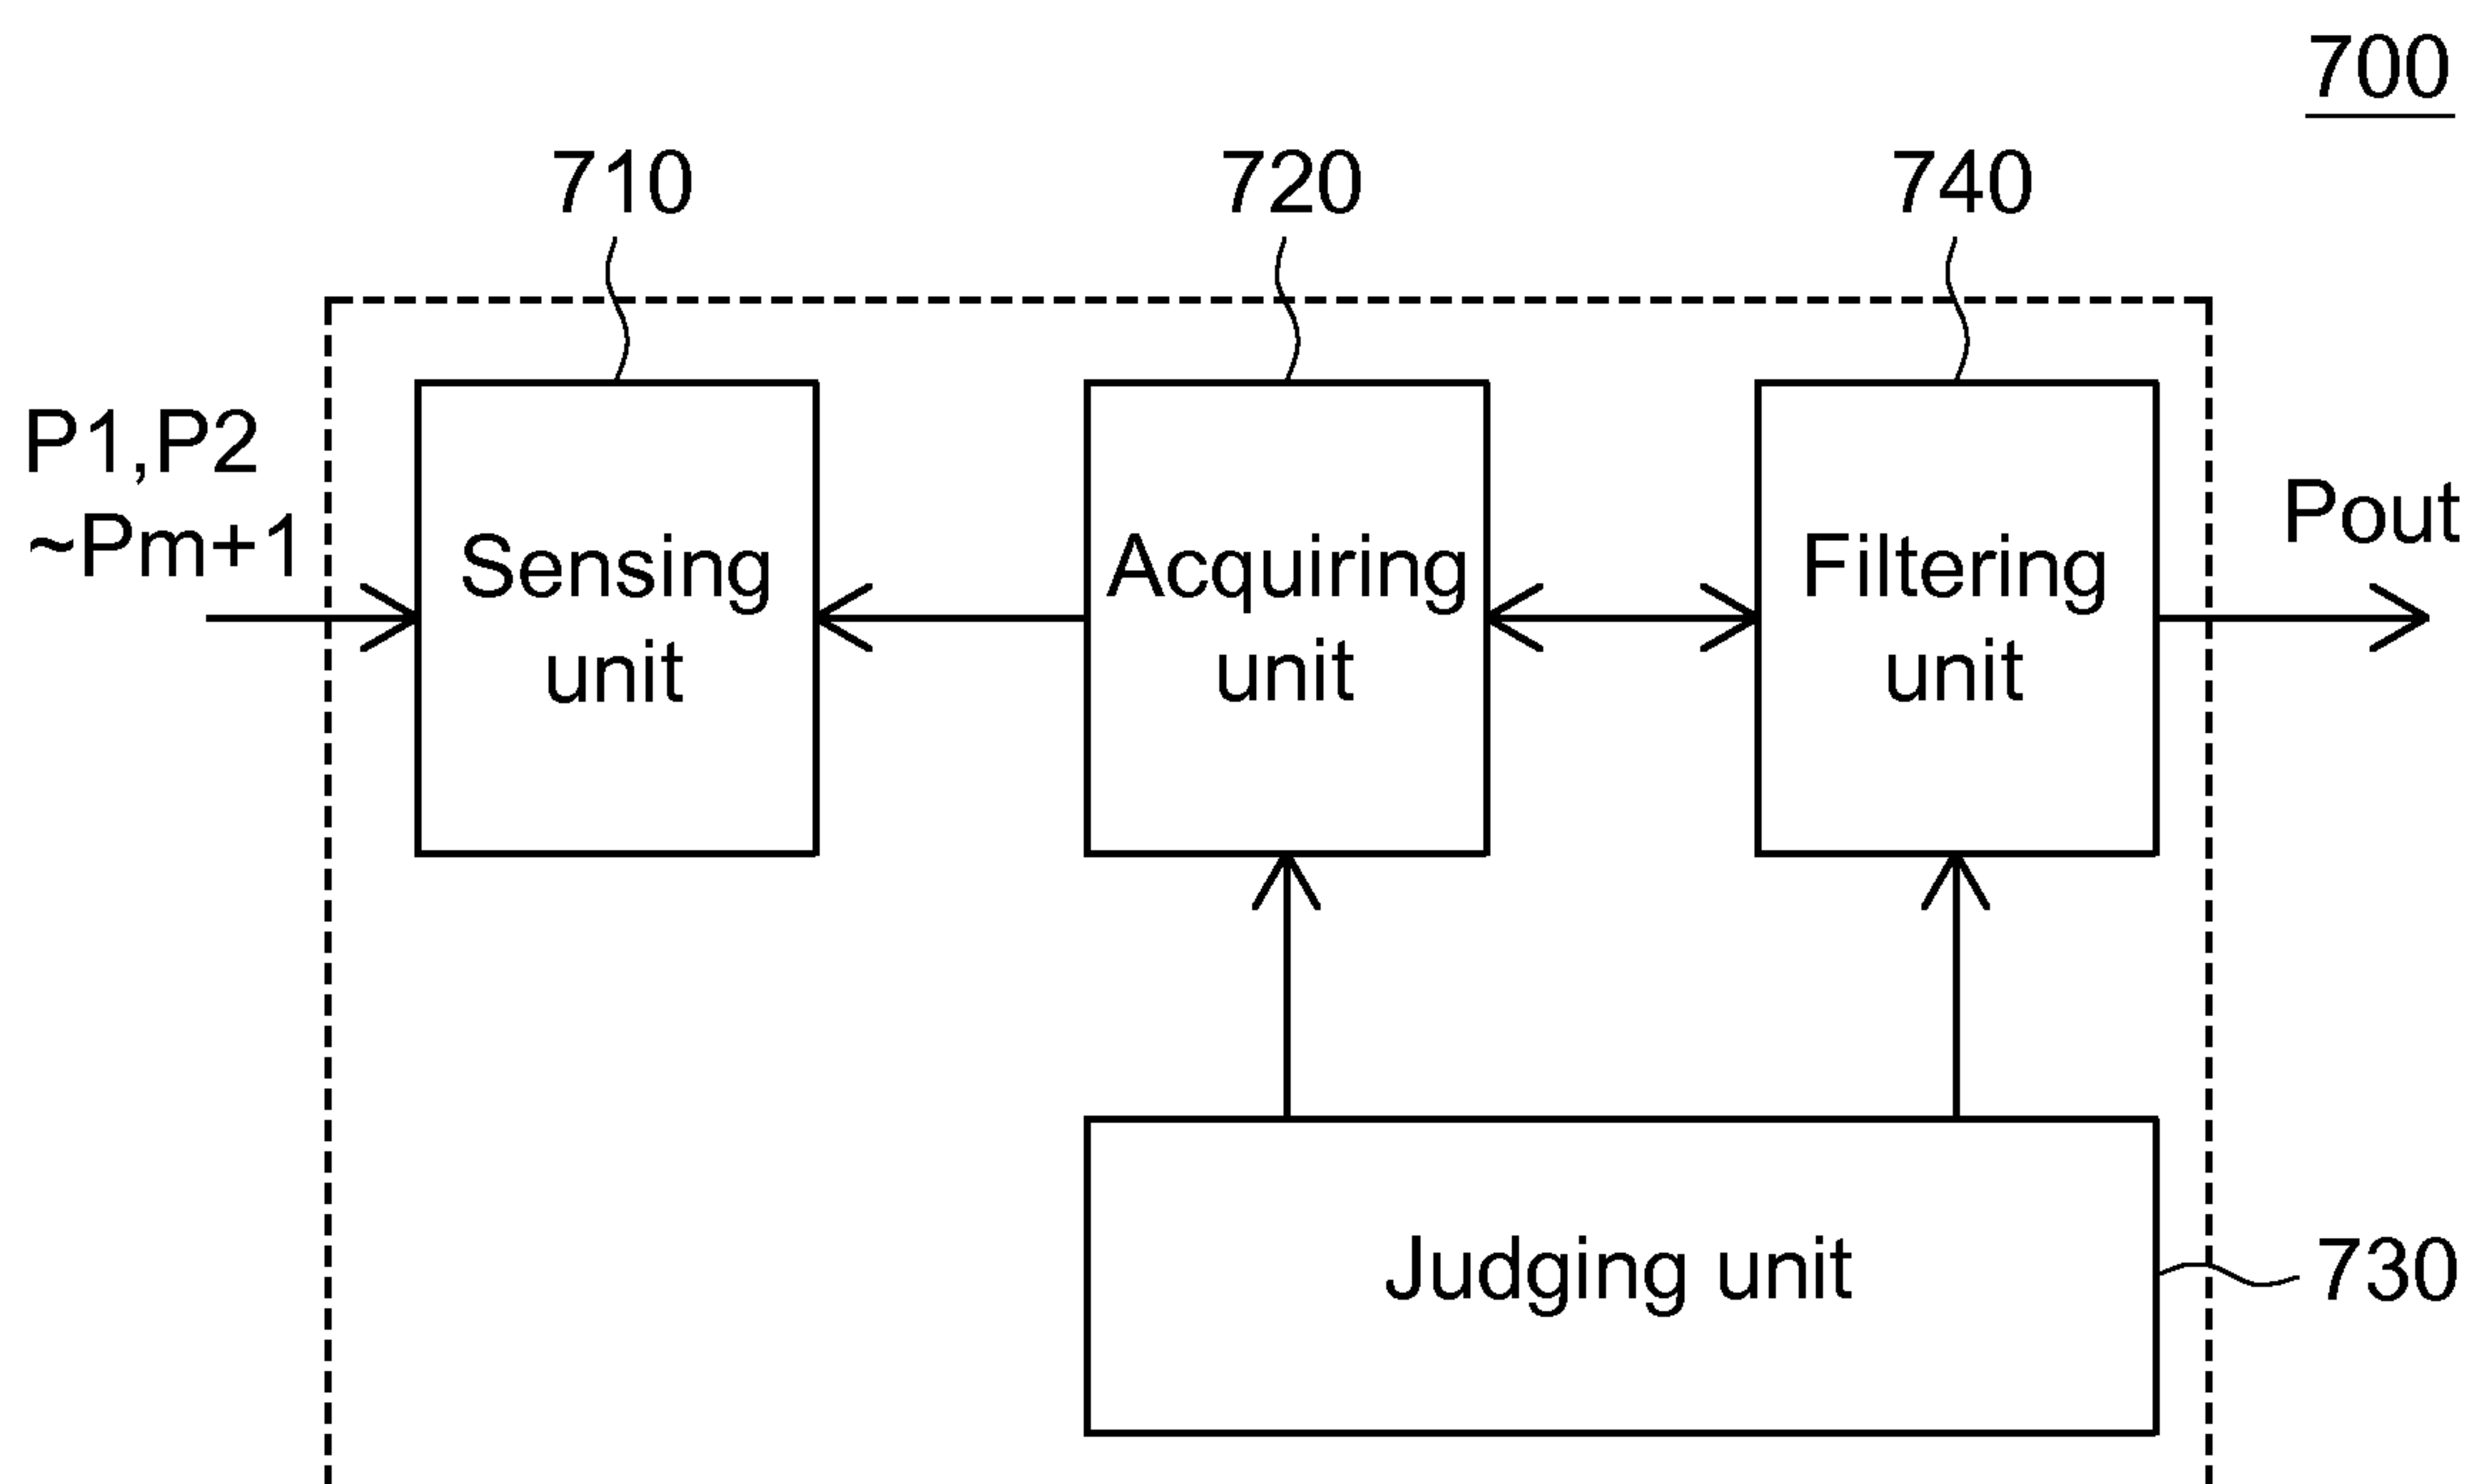 700
710
720
740
P1,P2
~Pm+1
Sensing
unit
Acquiring
unit
Filtering
unit
Pout
Judging unit
730